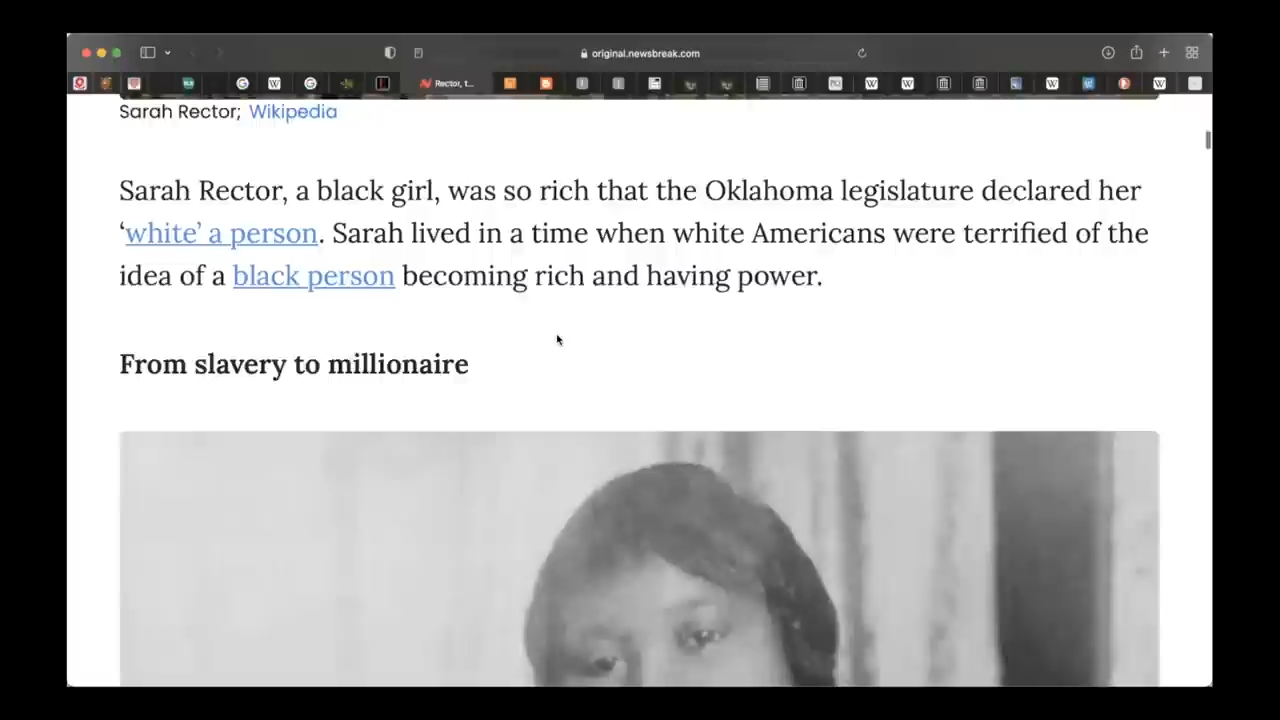 original.newsbreak.com
Rector, t...
Sarah Rector; Wikipedia
Sarah Rector, a black girl, was so rich that the Oklahoma legislature declared her
‘white’ a person. Sarah lived in a time when white Americans were terrified of the
idea of a black person becoming rich and having power.
From slavery to millionaire